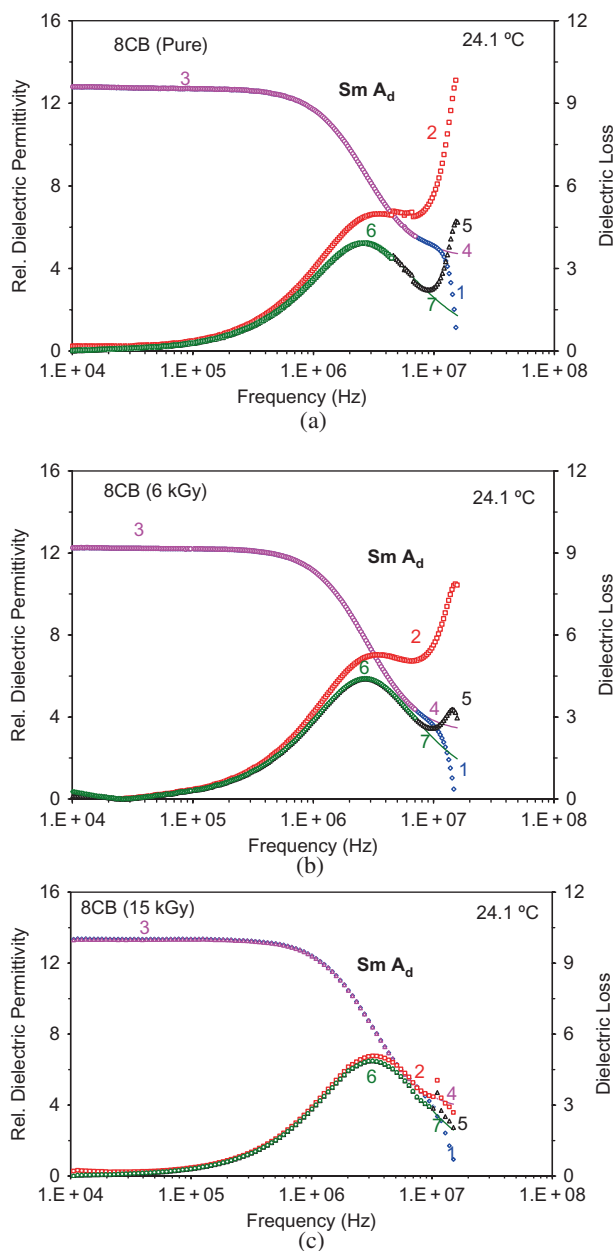 16
12
8
4
0
Rel. Dielectric Permittivity
8CB (Pure)
24.1 ºC
Sm Ad
3
2
6
5
4
1
7
12
9
6
3
0
Dielectric Loss
1.E + 04 1.E + 05 1.E + 06 1.E + 07 1.E + 08
Frequency (Hz)
(a)
16
12
8
4
0
Rel. Dielectric Permittivity
8CB (6 kGy)
24.1 ºC
3
Sm Ad
2
6
4
5
7
1
12
9
6
3
0
Dielectric Loss
1.E + 04 1.E + 05 1.E + 06 1.E + 07 1.E + 08
Frequency (Hz)
(b)
16
12
8
4
0
Rel. Dielectric Permittivity
8CB (15 kGy)
24.1 ºC
3
Sm Ad
2
6
4
5
7
1
12
9
6
3
0
Dielectric Loss
1.E + 04 1.E + 05 1.E + 06 1.E + 07 1.E + 08
Frequency (Hz)
(c)